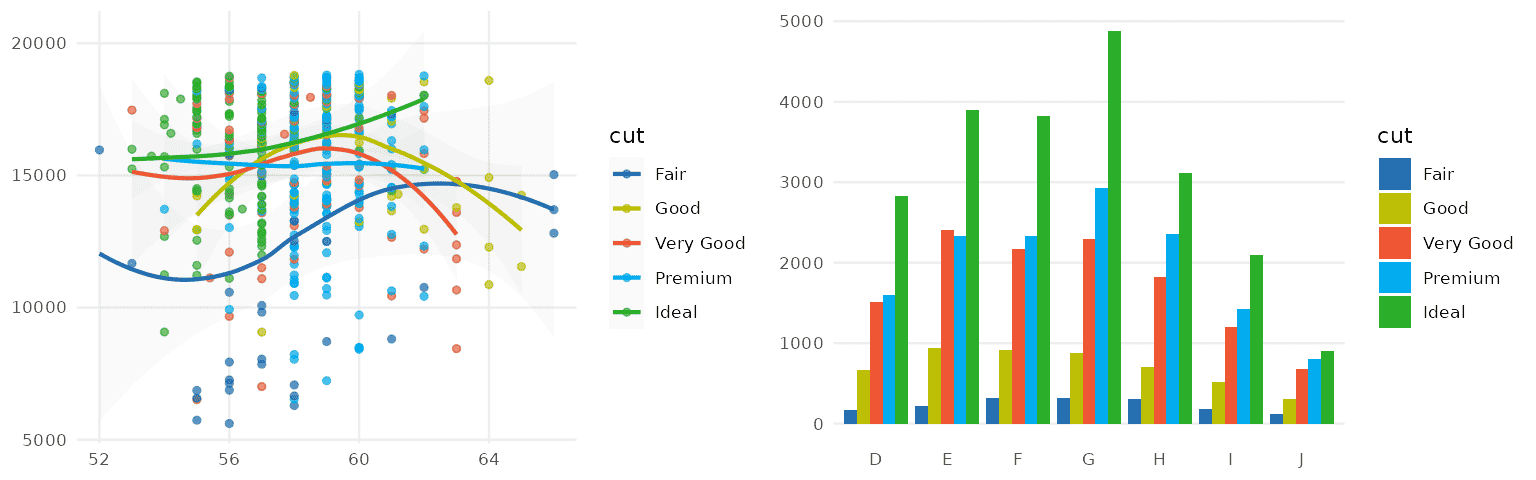 20000
15000
10000
5000
52 56 60 64
cut
Fair
Good
Very Good
Premium
Ideal
5000
4000
3000
2000
1000
0
D E F G H I J
cut
Fair
Good
Very Good
Premium
Ideal